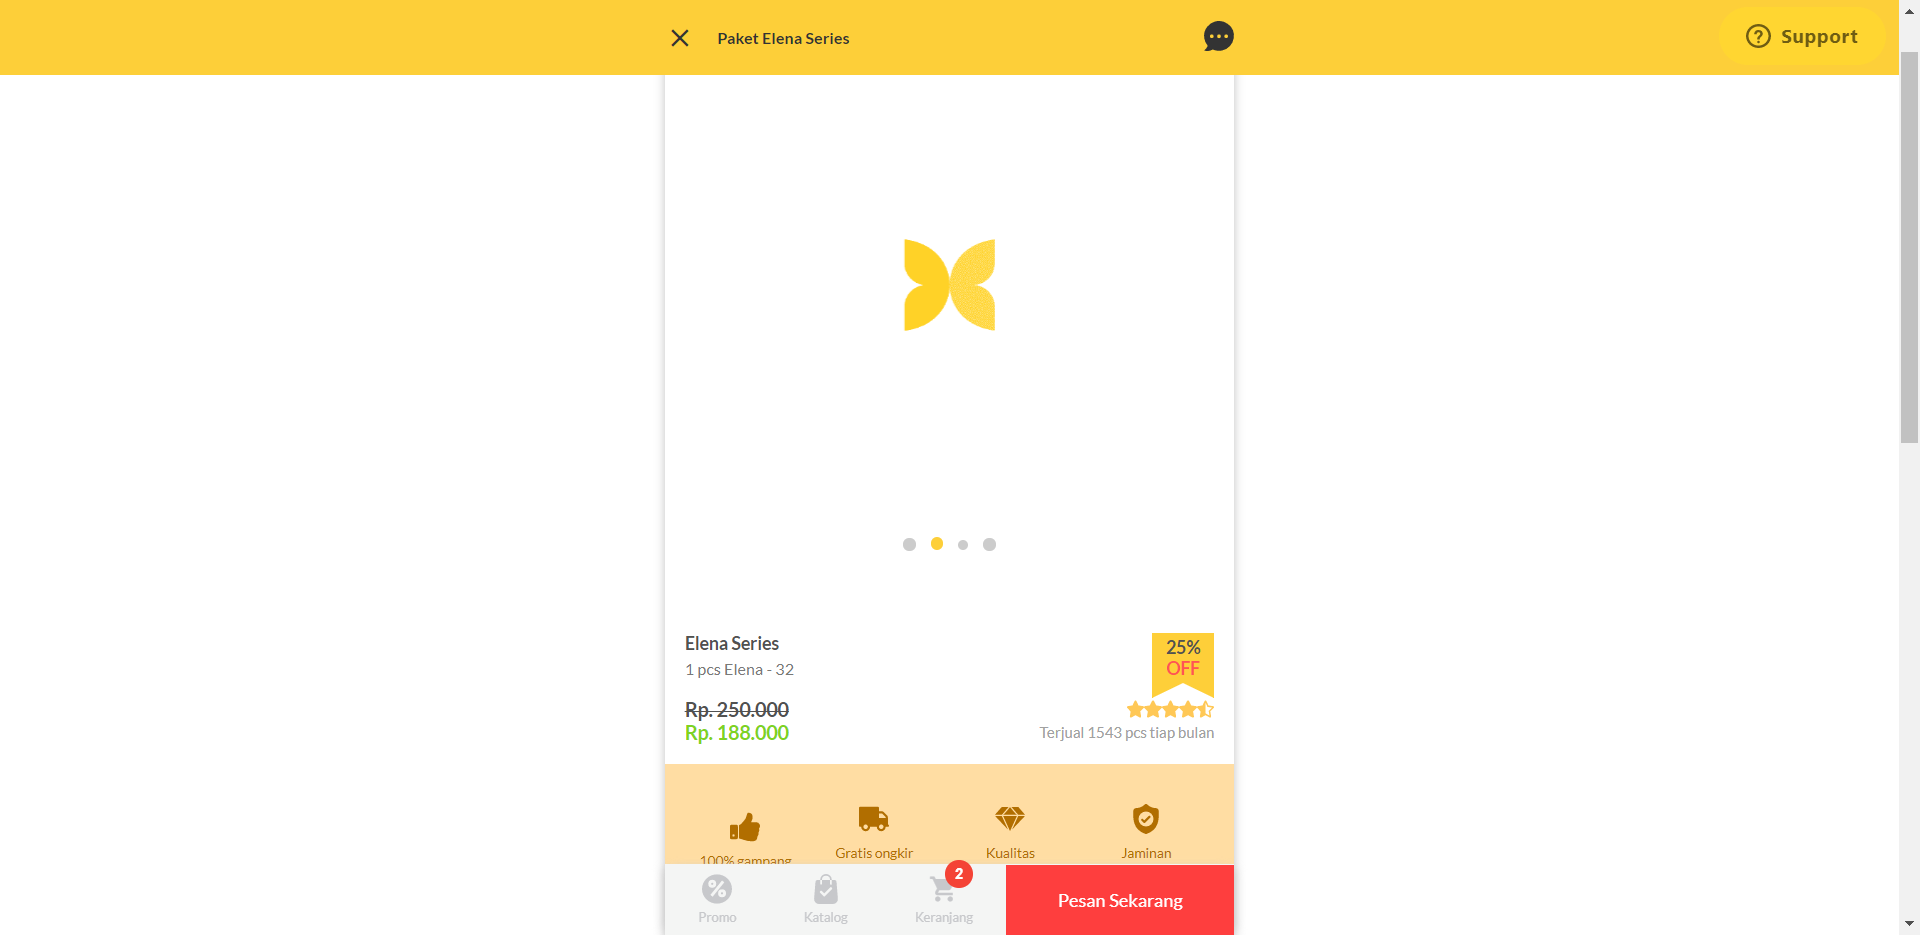 Paket Elena Series
Support
Elena Series
1 pcs Elena - 32
25%
OFF
Rp. 250.000
Rp. 188.000
Terjual 1543 pcs tiap bulan
100% gampang
Gratis ongkir
Kualitas
Jaminan
Promo
Katalog
2
Keranjang
Pesan Sekarang